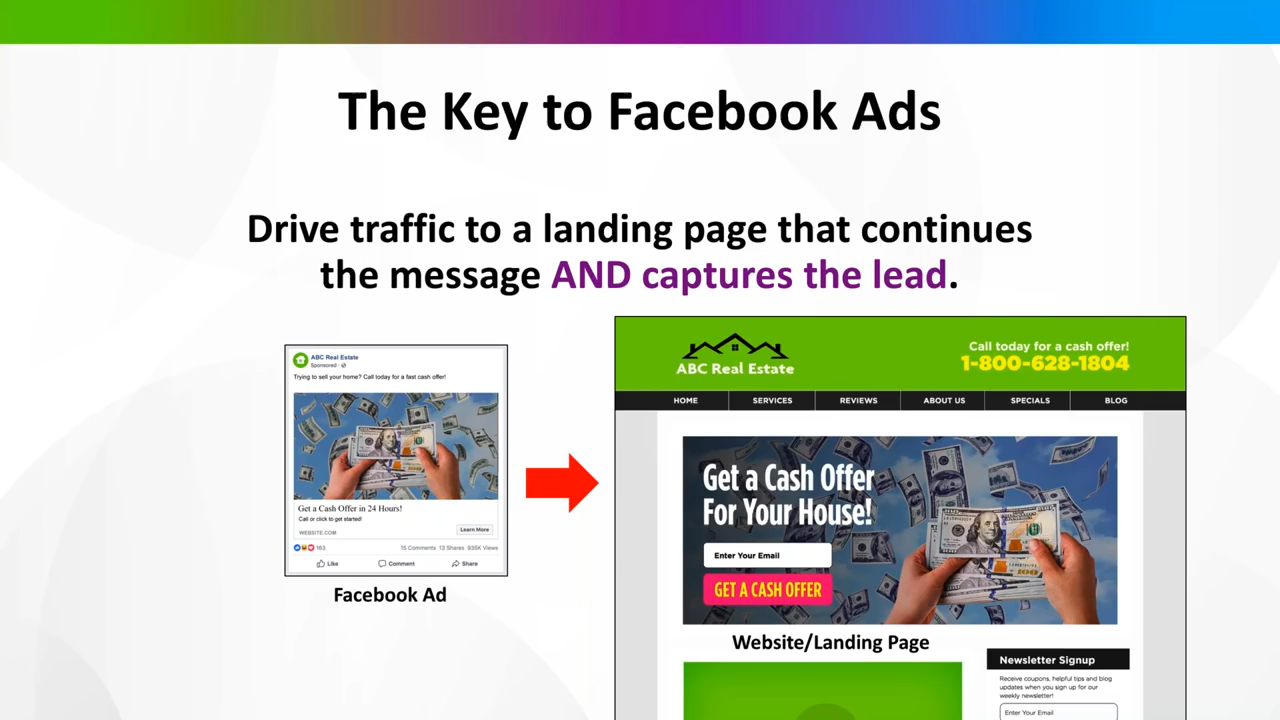 The Key to Facebook Ads
Drive traffic to a landing page that continues
the message AND captures the lead.
ABC Real Estate
Sponsored ·
Trying to sell your home? Call today for a fast cash offer!
Get a Cash Offer in 24 Hours!
Call or click to get started!
WEBSITE.COM
Learn More
163
15 Comments 13 Shares 935K Views
Like
Comment
Share
Facebook Ad
ABC Real Estate
Call today for a cash offer!
1-800-628-1804
HOME
SERVICES
REVIEWS
ABOUT US
SPECIALS
BLOG
Get a Cash Offer
For Your House!
Enter Your Email
GET A CASH OFFER
100
Website/Landing Page
Newsletter Signup
Receive coupons, helpful tips and blog
updates when you sign up for our
weekly newsletter!
Enter Your Email